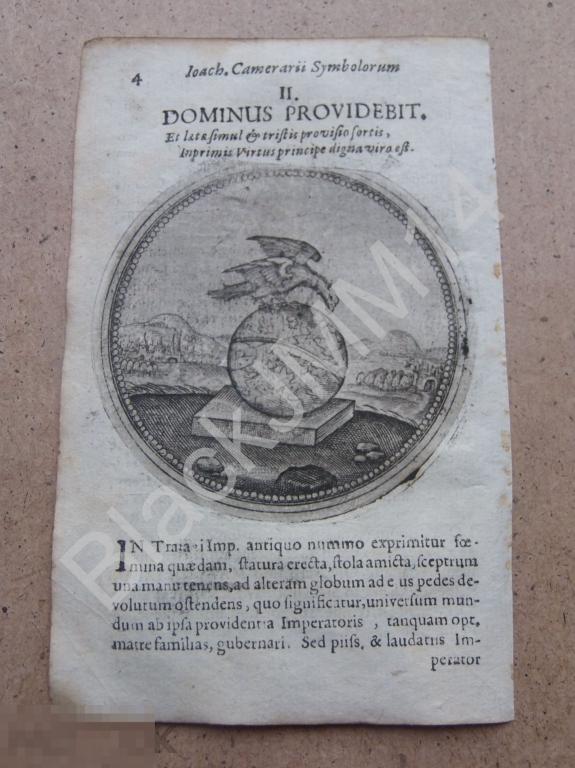 4
Ioach. Camerarii Symbolorum
II.
DOMINUS PROVIDEBIT.
Et læta simul & tristis provisio sortis,
Inprimis Virtus principe digna viro est.
IN Traiani Imp. antiquo nummo exprimitur fœ-
mina quædam, statura erecta, stola amicta, sceptrum
una manu tenens, ad alteram globum ad eius pedes de-
volutum ostendens, quo significatur, universum mun-
dum ab ipsa providentia Imperatoris, tanquam opt.
matre familias, gubernari. Sed piiss. & laudatus Im-
perator
BlackJMM14